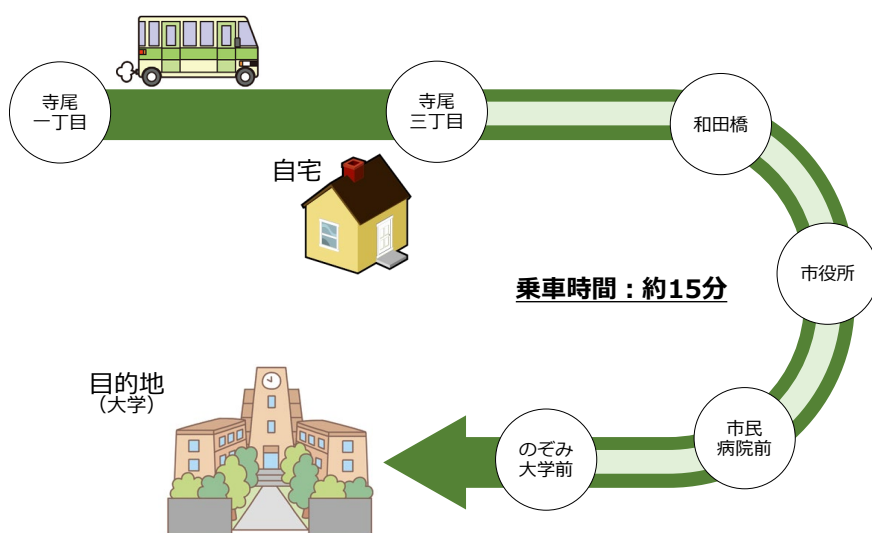 寺尾
一丁目
寺尾
三丁目
和田橋
自宅
市役所
乗車時間：約15分
目的地
（大学）
市民
病院前
のぞみ
大学前